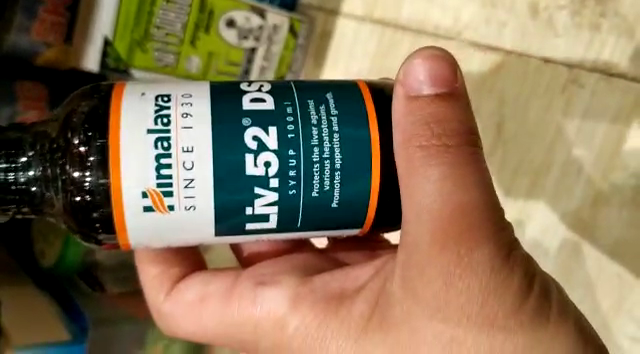 Himalaya
SINCE 1930
Liv.52® DS
SYRUP 100ml
Protects the liver against
various hepatotoxins.
Promotes appetite and growth.